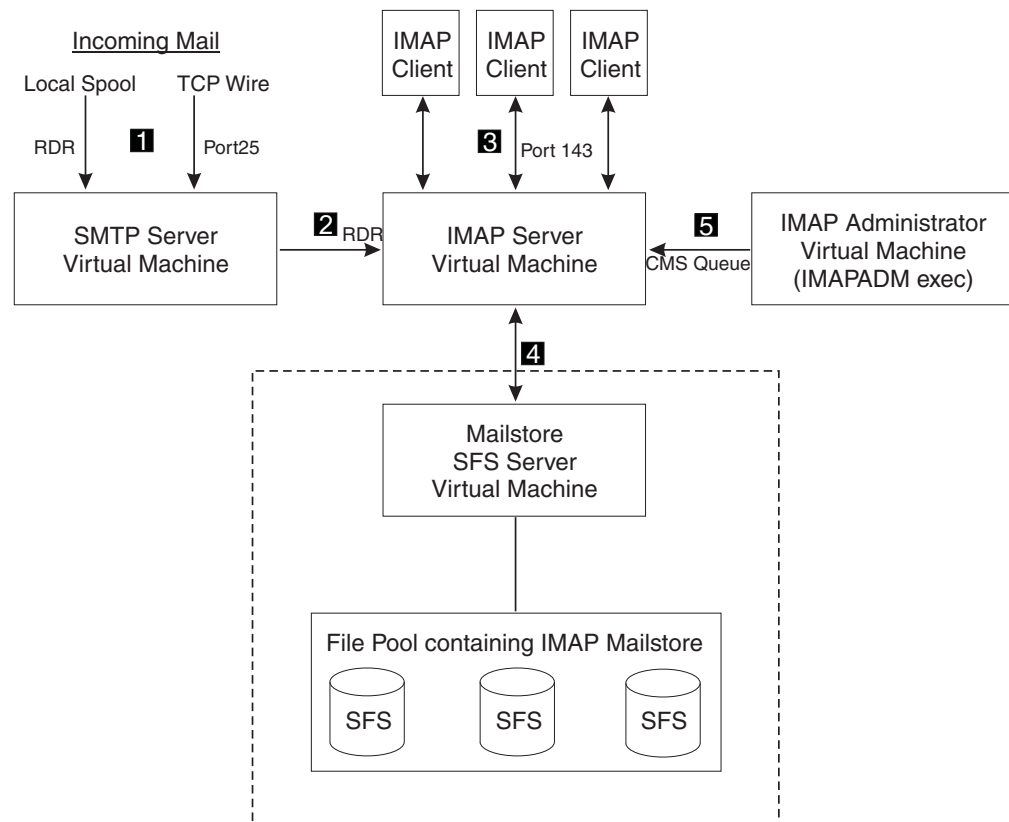 Incoming Mail
Local Spool
TCP Wire
RDR
1
Port25
SMTP Server
Virtual Machine
2
RDR
IMAP
Client
IMAP
Client
IMAP
Client
3
Port 143
IMAP Server
Virtual Machine
5
CMS Queue
IMAP Administrator
Virtual Machine
(IMAPADM exec)
4
Mailstore
SFS Server
Virtual Machine
File Pool containing IMAP Mailstore
SFS
SFS
SFS